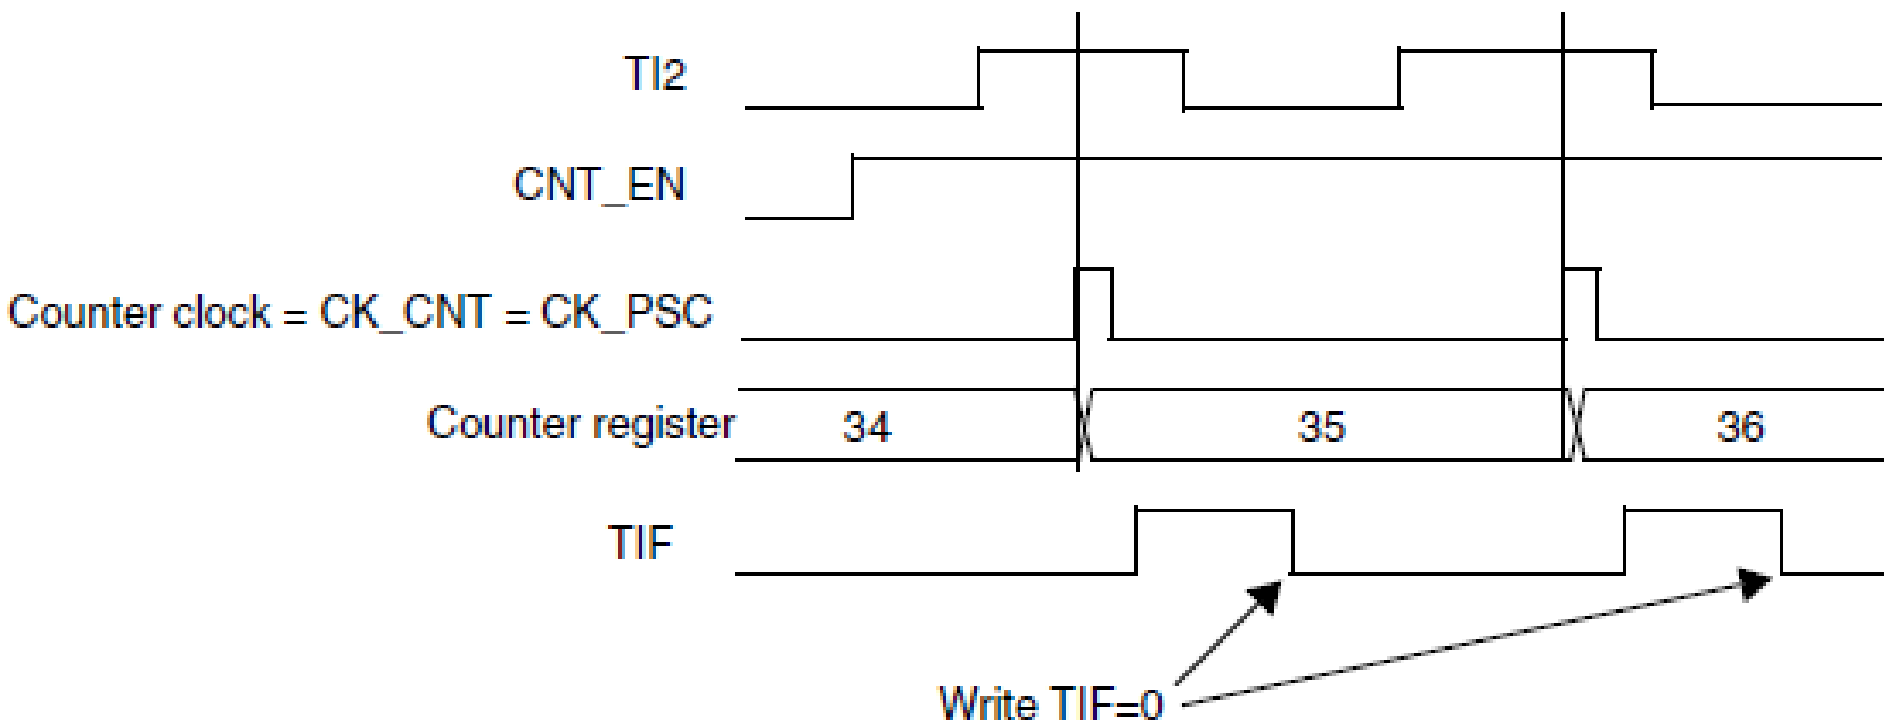 TI2
CNT_EN
Counter clock = CK_CNT = CK_PSC
Counter register 34 35 36
TIF
Write TIF=0